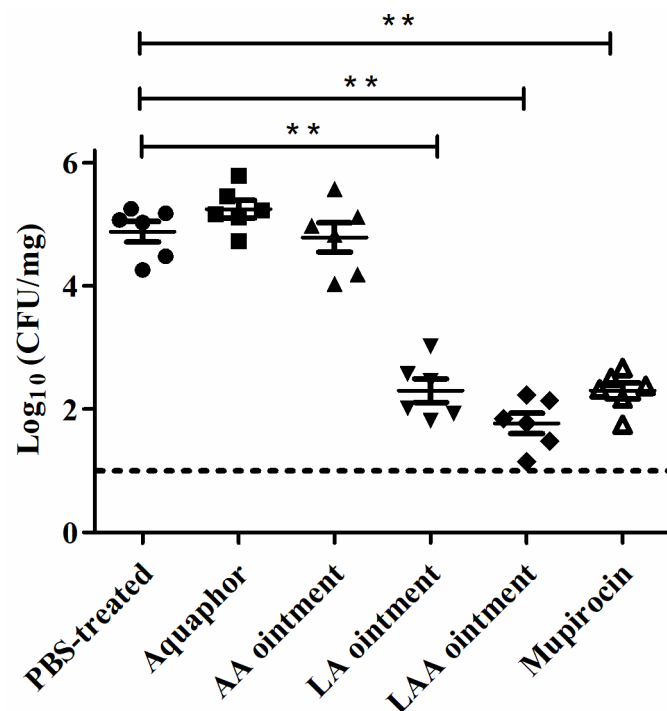 **
**
**
6
4
2
0
Log10 (CFU/mg)
PBS-treated
Aquaphor
AA ointment
LA ointment
LAA ointment
Mupirocin